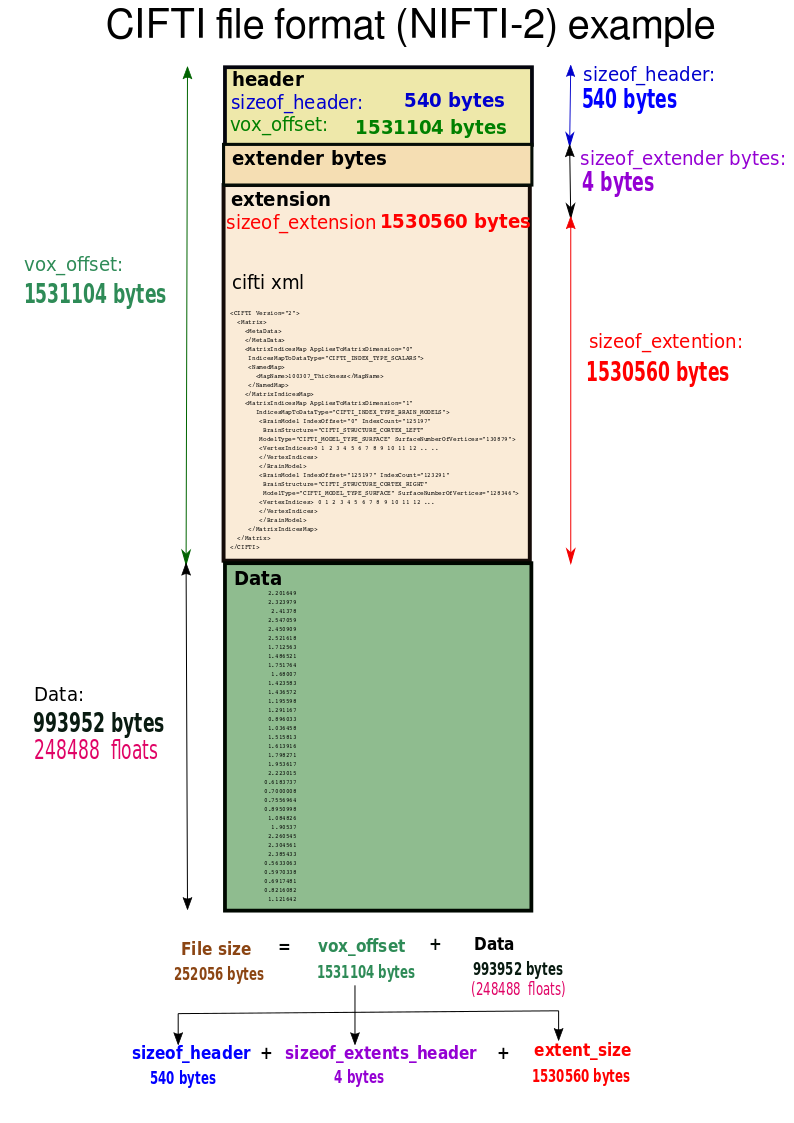 CIFTI file format (NIFTI-2) example
header
sizeof_header: 540 bytes
vox_offset: 1531104 bytes
extender bytes
extension
sizeof_extension 1530560 bytes
cifti xml
<CIFTI Version="2">
<Matrix>
<MetaData>
</MetaData>
<MatrixIndicesMap AppliesToMatrixDimension="0"
IndicesMapToDataType="CIFTI_INDEX_TYPE_SCALARS">
<NamedMap>
<MapName>100307_Thickness</MapName>
</NamedMap>
</MatrixIndicesMap>
<MatrixIndicesMap AppliesToMatrixDimension="1"
IndicesMapToDataType="CIFTI_INDEX_TYPE_BRAIN_MODELS">
<BrainModel IndexOffset="0" IndexCount="125197"
BrainStructure="CIFTI_STRUCTURE_CORTEX_LEFT"
ModelType="CIFTI_MODEL_TYPE_SURFACE" SurfaceNumberOfVertices="130879">
<VertexIndices>0 1 2 3 4 5 6 7 8 9 10 11 12 .. ..
</VertexIndices>
</BrainModel>
<BrainModel IndexOffset="125197" IndexCount="123291"
BrainStructure="CIFTI_STRUCTURE_CORTEX_RIGHT"
ModelType="CIFTI_MODEL_TYPE_SURFACE" SurfaceNumberOfVertices="128346">
<VertexIndices> 0 1 2 3 4 5 6 7 8 9 10 11 12 ...
</VertexIndices>
</BrainModel>
</MatrixIndicesMap>
</Matrix>
</CIFTI>
sizeof_header:
540 bytes
sizeof_extender bytes:
4 bytes
vox_offset:
1531104 bytes
sizeof_extention:
1530560 bytes
Data
2.201649
2.323979
2.41378
2.547059
2.450909
2.521618
1.712563
1.486521
1.751764
1.68007
1.423583
1.436572
1.195598
1.291167
0.896033
1.036458
1.515813
1.613916
1.798271
1.953617
2.223015
0.6183737
0.7000008
0.7556964
0.8950998
1.084826
1.90537
2.260545
2.304561
2.385433
0.5633063
0.5970338
0.6917481
0.8216082
1.121642
Data:
993952 bytes
248488 floats
File size = vox_offset + Data
252056 bytes 1531104 bytes 993952 bytes
(248488 floats)
sizeof_header + sizeof_extents_header + extent_size
540 bytes 4 bytes 1530560 bytes